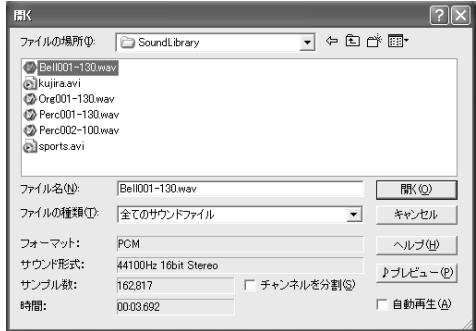 開く
ファイルの場所(I): SoundLibrary
Bell001-130.wav
kujira.avi
Org001-130.wav
Perc001-130.wav
Perc002-100.wav
sports.avi
ファイル名(N): Bell001-130.wav 開く(O)
ファイルの種類(T): 全てのサウンドファイル キャンセル
フォーマット: PCM ヘルプ(H)
サウンド形式: 44100Hz 16bit Stereo ♪プレビュー(P)
サンプル数: 162,817 チャンネルを分割(S)
時間: 00:03.692 自動再生(A)